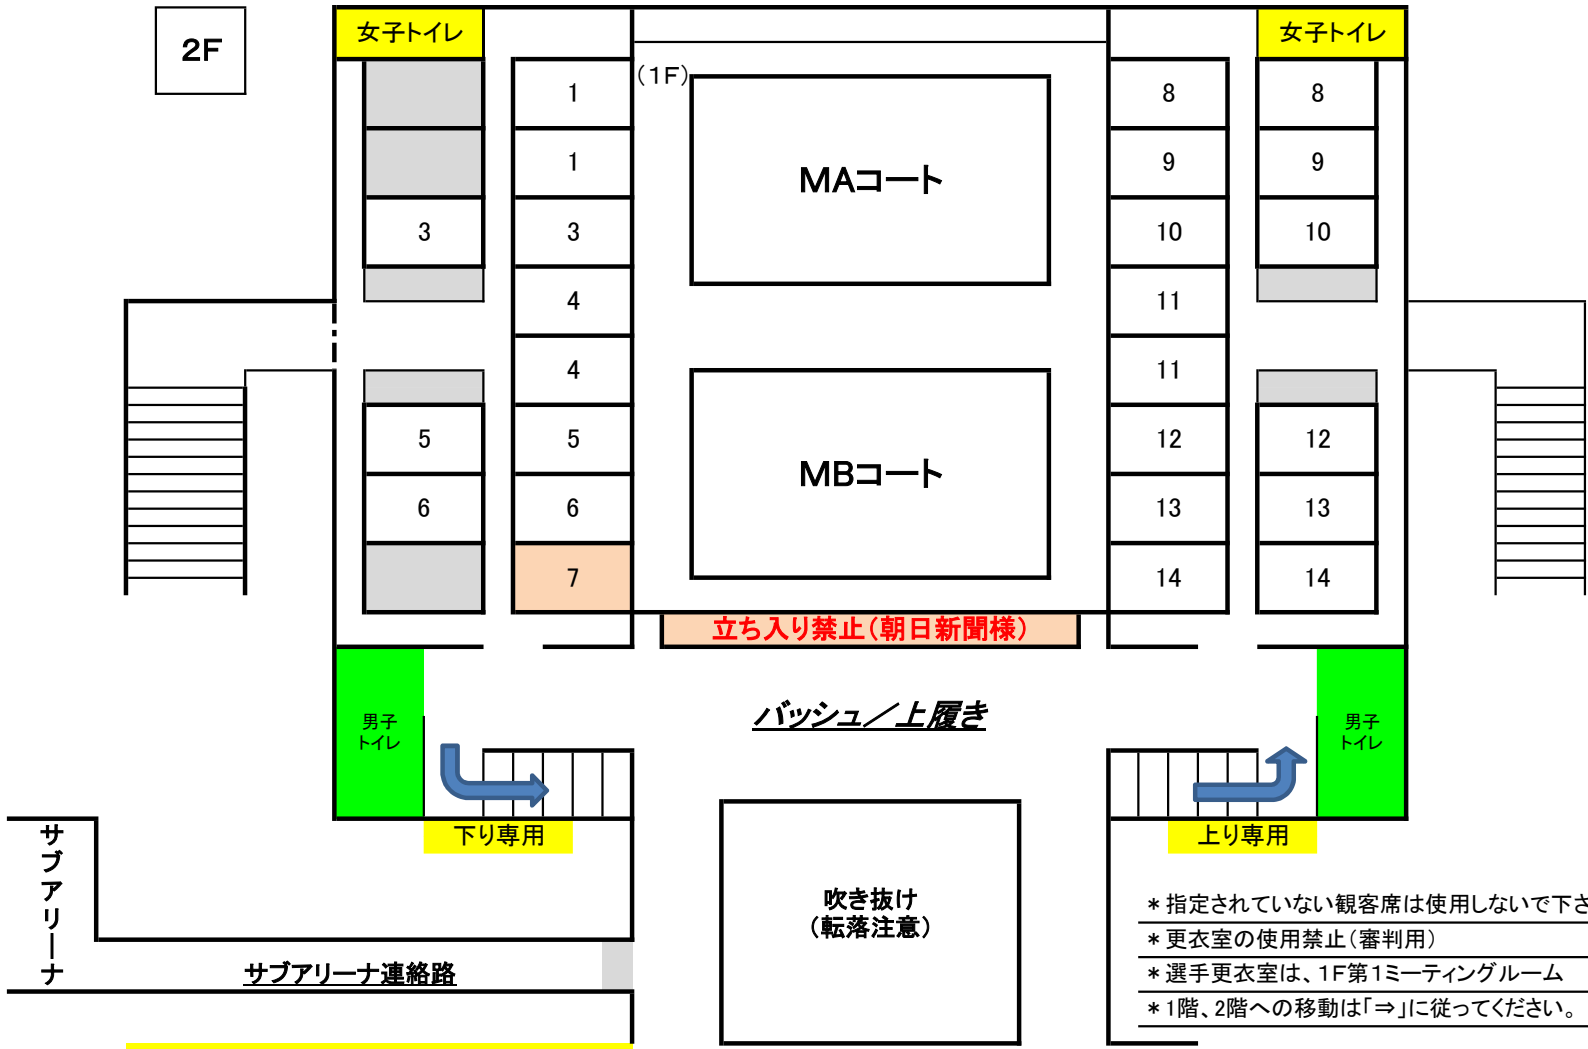 2F
女子トイレ
女子トイレ
(1F)
1
8
8
1
MAコート
9
9
3
3
10
10
4
11
4
11
5
5
MBコート
12
12
6
6
13
13
7
14
14
立ち入り禁止(朝日新聞様)
バッシュ／上履き
男子
トイレ
男子
トイレ
下り専用
上り専用
サブアリーナ
吹き抜け
(転落注意)
サブアリーナ連絡路
＊指定されていない観客席は使用しないで下さ
＊更衣室の使用禁止(審判用)
＊選手更衣室は、1F第1ミーティングルーム
＊1階、2階への移動は「⇒」に従ってください。